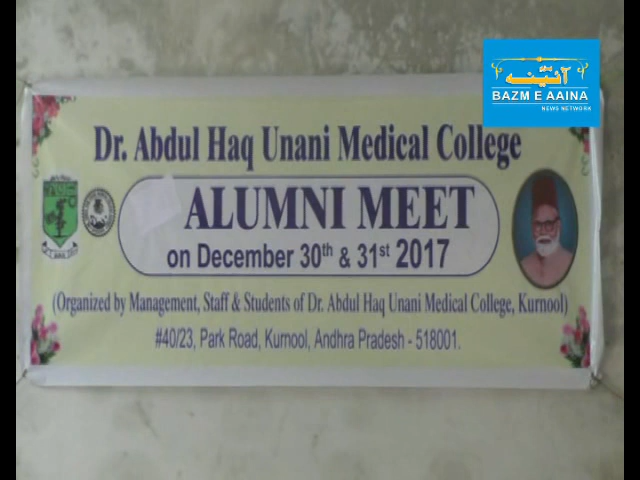 آئینہ
BAZM E AAINA
NEWS NETWORK
Dr. Abdul Haq Unani Medical College
ALUMNI MEET
on December 30th & 31st 2017
(Organized by Management, Staff & Students of Dr. Abdul Haq Unani Medical College, Kurnool)
#40/23, Park Road, Kurnool, Andhra Pradesh - 518001.